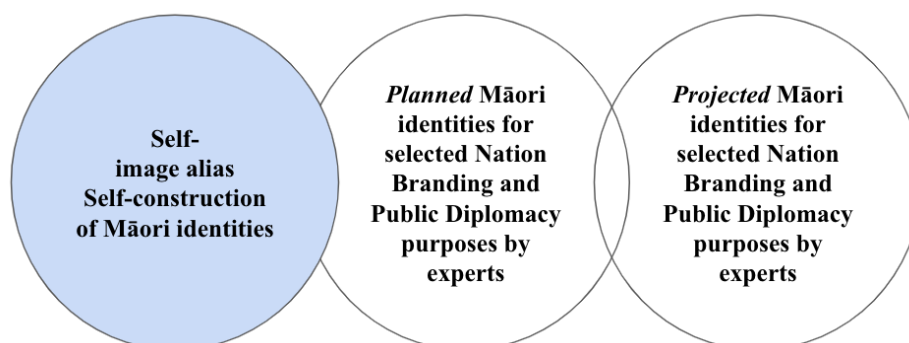 Self-
image alias
Self-construction
of Māori identities
Planned Māori
identities for
selected Nation
Branding and
Public Diplomacy
purposes by
experts
Projected Māori
identities for
selected Nation
Branding and
Public Diplomacy
purposes by
experts